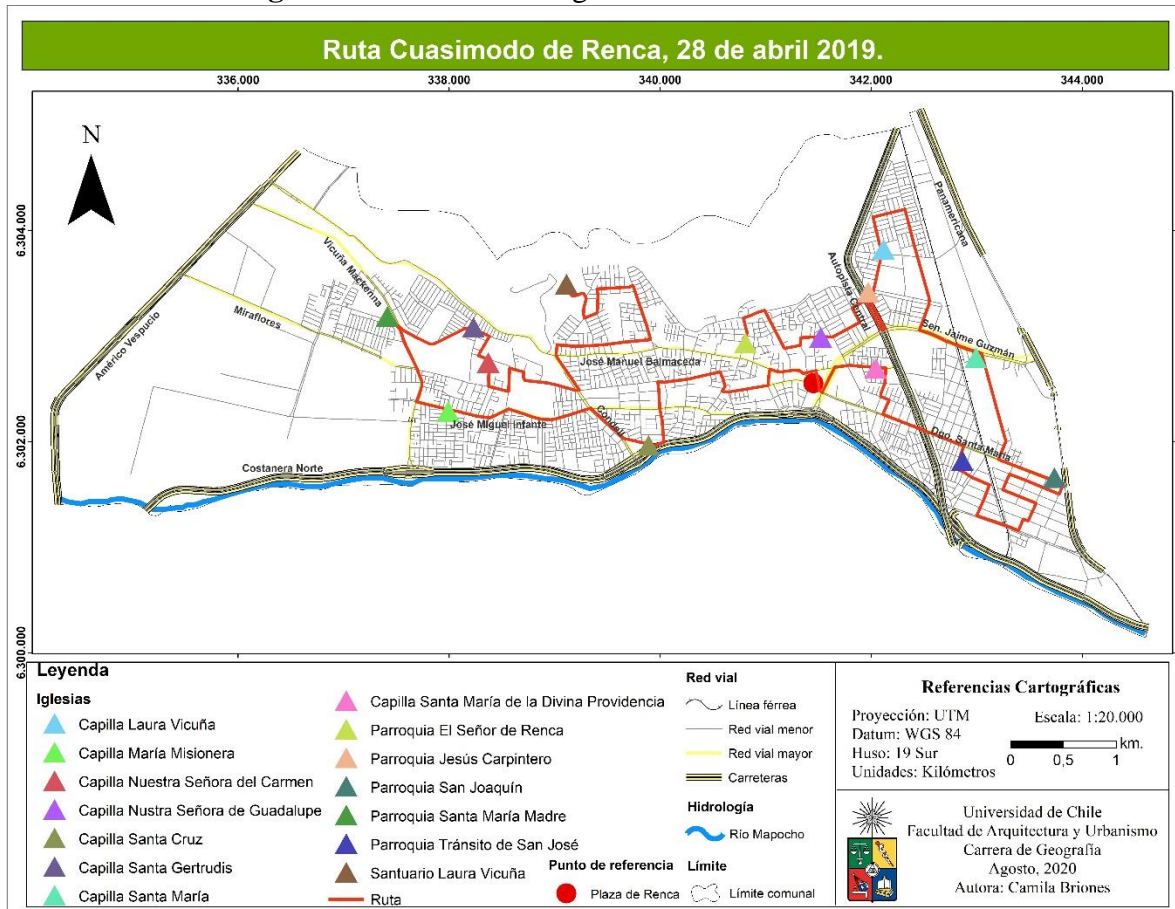 Ruta Cuasimodo de Renca, 28 de abril 2019.
336.000
338.000
340.000
342.000
344.000
N
6.304.000
6.302.000
6.300.000
Panamericana
Vicuña Mackenna
Autopista Central
Miraflores
Américo Vespucio
Sen. Jaime Guzmán
José Manuel Balmaceda
Condell
José Miguel Infante
Dgo. Santa María
Costanera Norte
Leyenda
Iglesias
Capilla Laura Vicuña
Capilla María Misionera
Capilla Nuestra Señora del Carmen
Capilla Nustra Señora de Guadalupe
Capilla Santa Cruz
Capilla Santa Gertrudis
Capilla Santa María
Capilla Santa María de la Divina Providencia
Parroquia El Señor de Renca
Parroquia Jesús Carpintero
Parroquia San Joaquín
Parroquia Santa María Madre
Parroquia Tránsito de San José
Santuario Laura Vicuña
Ruta
Punto de referencia
Plaza de Renca
Red vial
Línea férrea
Red vial menor
Red vial mayor
Carreteras
Hidrología
Río Mapocho
Límite
Límite comunal
Referencias Cartográficas
Proyección: UTM
Datum: WGS 84
Huso: 19 Sur
Unidades: Kilómetros
Escala: 1:20.000
km.
0 0,5 1
Universidad de Chile
Facultad de Arquitectura y Urbanismo
Carrera de Geografía
Agosto, 2020
Autora: Camila Briones